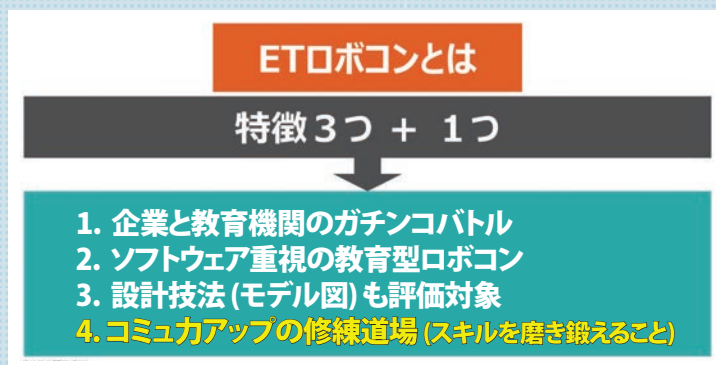 ETロボコンとは
特徴3つ + 1つ
1. 企業と教育機関のガチンコバトル
2. ソフトウェア重視の教育型ロボコン
3. 設計技法(モデル図)も評価対象
4. コミュ力アップの修練道場(スキルを磨き鍛えること)